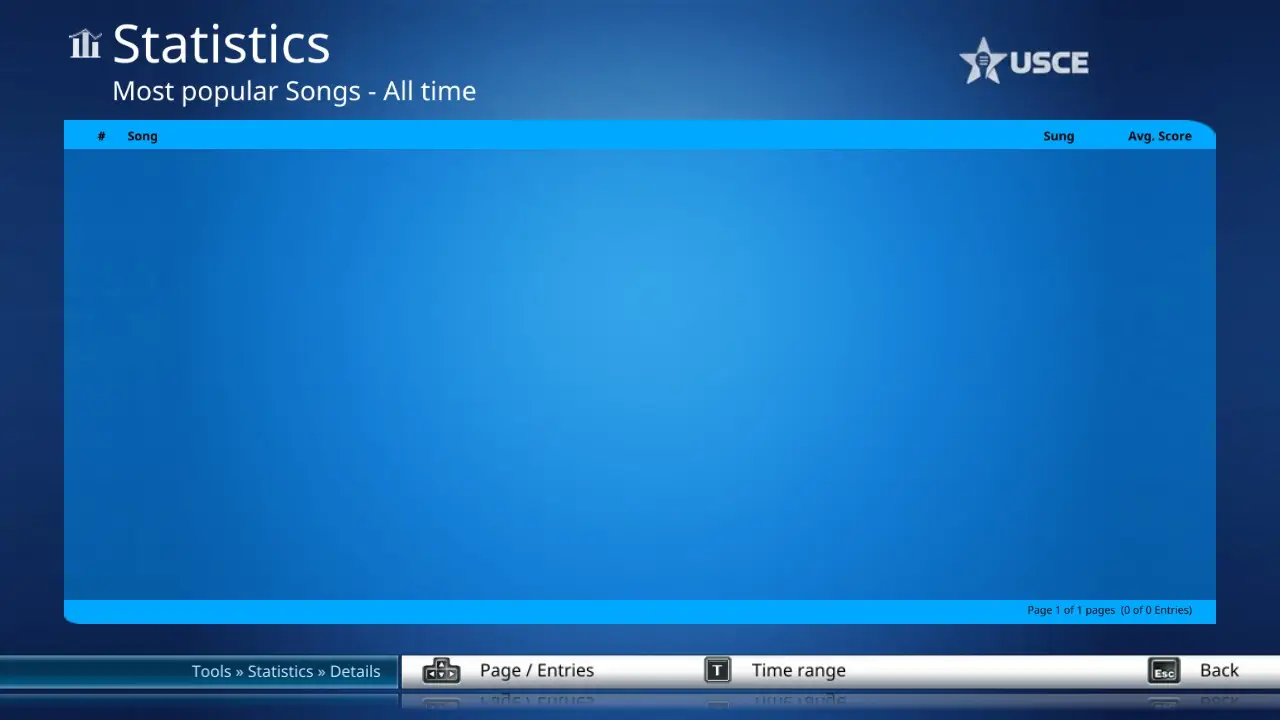 Statistics
Most popular Songs - All time
USCE
# Song Sung Avg. Score
Page 1 of 1 pages (0 of 0 Entries)
Tools » Statistics » Details
Page / Entries
T Time range
Esc Back